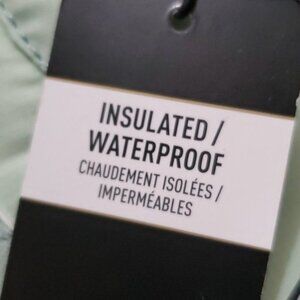 INSULATED /
WATERPROOF
CHAUDEMENT ISOLÉES /
IMPERMÉABLES